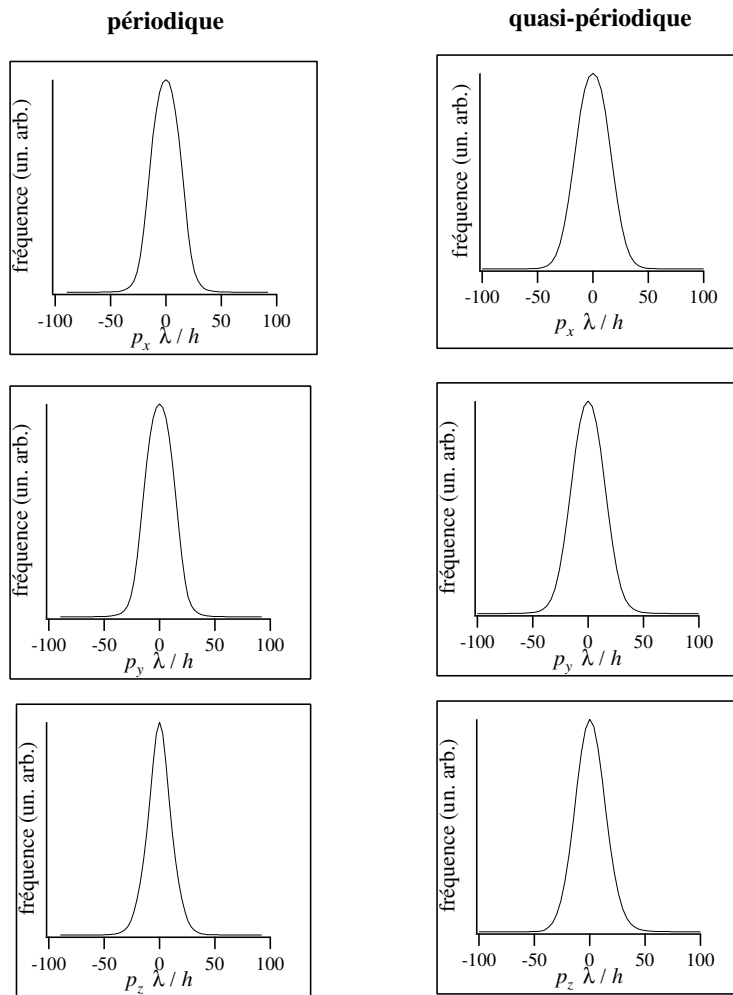 périodique
quasi-périodique
fréquence (un. arb.)
-100 -50 0 50 100
p_x λ / h
fréquence (un. arb.)
-100 -50 0 50 100
p_x λ / h
fréquence (un. arb.)
-100 -50 0 50 100
p_y λ / h
fréquence (un. arb.)
-100 -50 0 50 100
p_y λ / h
fréquence (un. arb.)
-100 -50 0 50 100
p_z λ / h
fréquence (un. arb.)
-100 -50 0 50 100
p_z λ / h